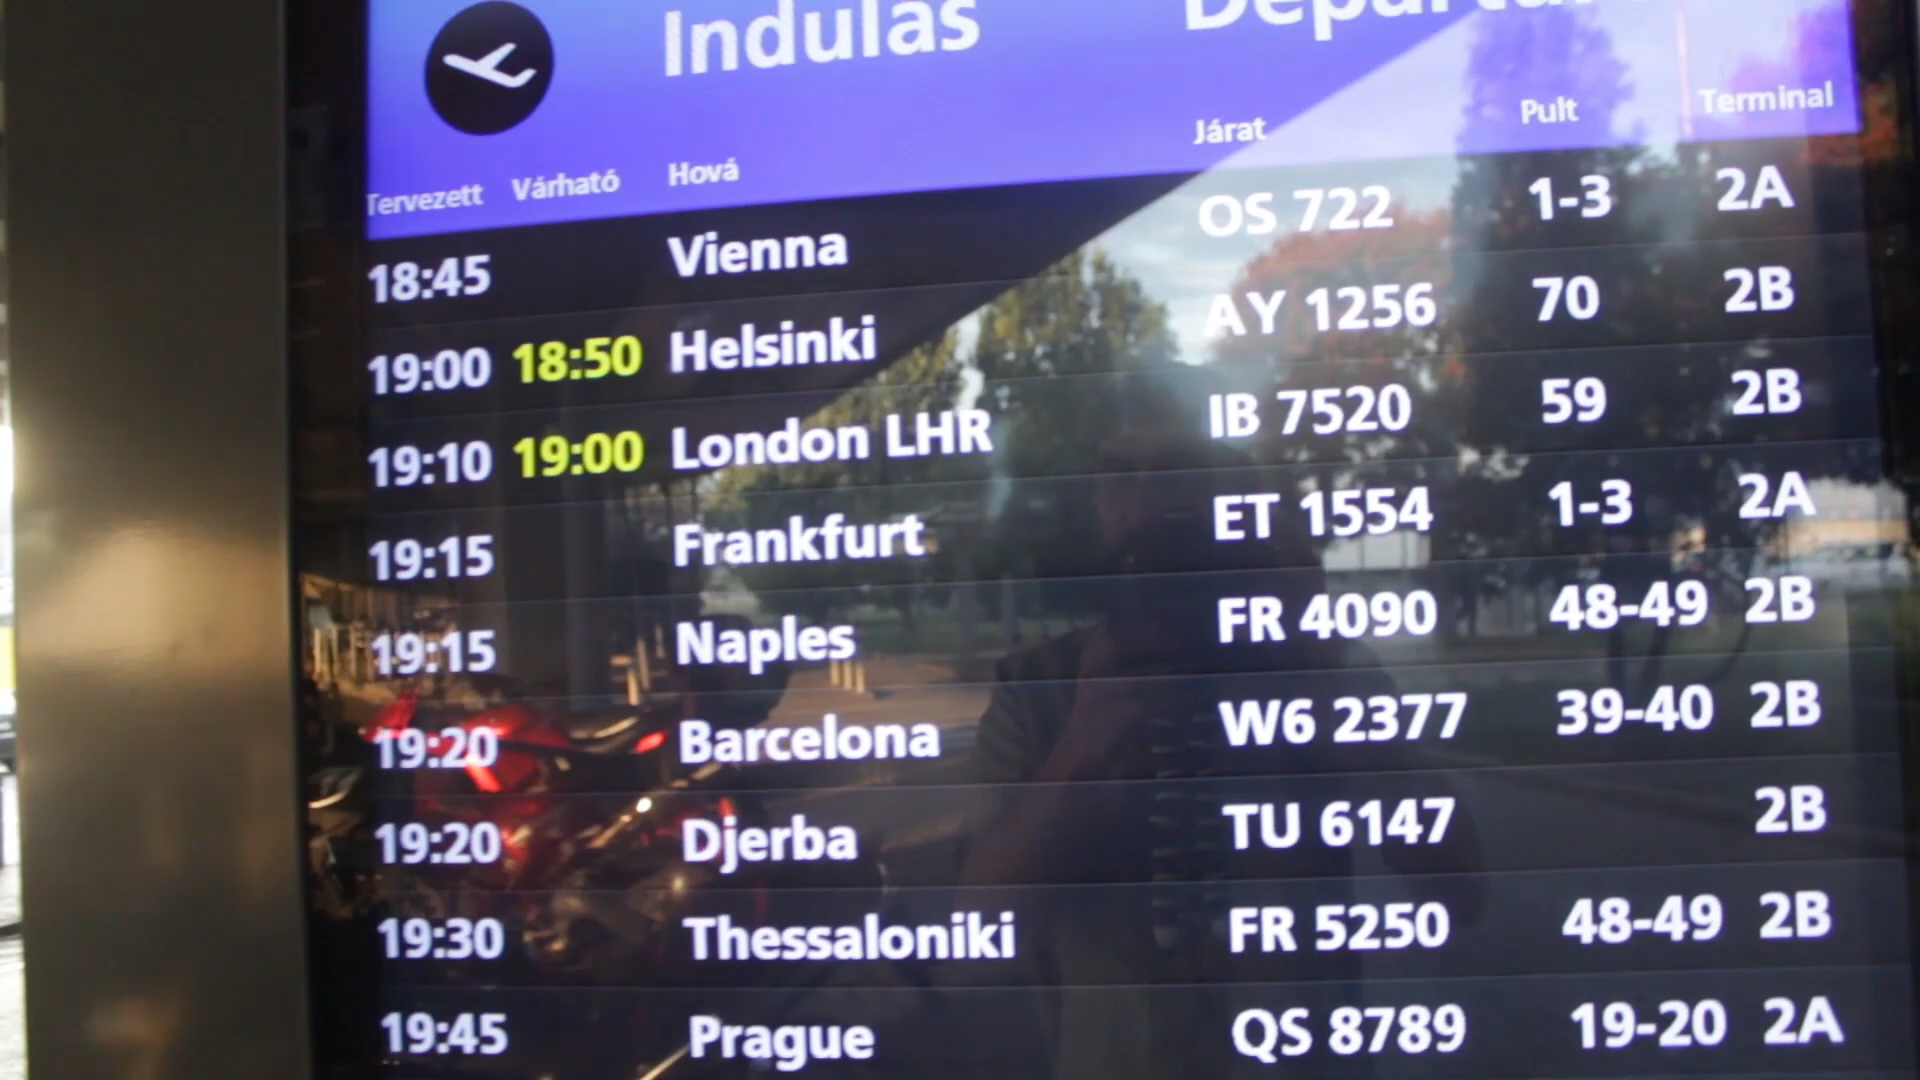 Indulás Departu
Tervezett Várható Hová Járat Pult Terminal
18:45 Vienna OS 722 1-3 2A
19:00 18:50 Helsinki AY 1256 70 2B
19:10 19:00 London LHR IB 7520 59 2B
19:15 Frankfurt ET 1554 1-3 2A
19:15 Naples FR 4090 48-49 2B
19:20 Barcelona W6 2377 39-40 2B
19:20 Djerba TU 6147 2B
19:30 Thessaloniki FR 5250 48-49 2B
19:45 Prague QS 8789 19-20 2A